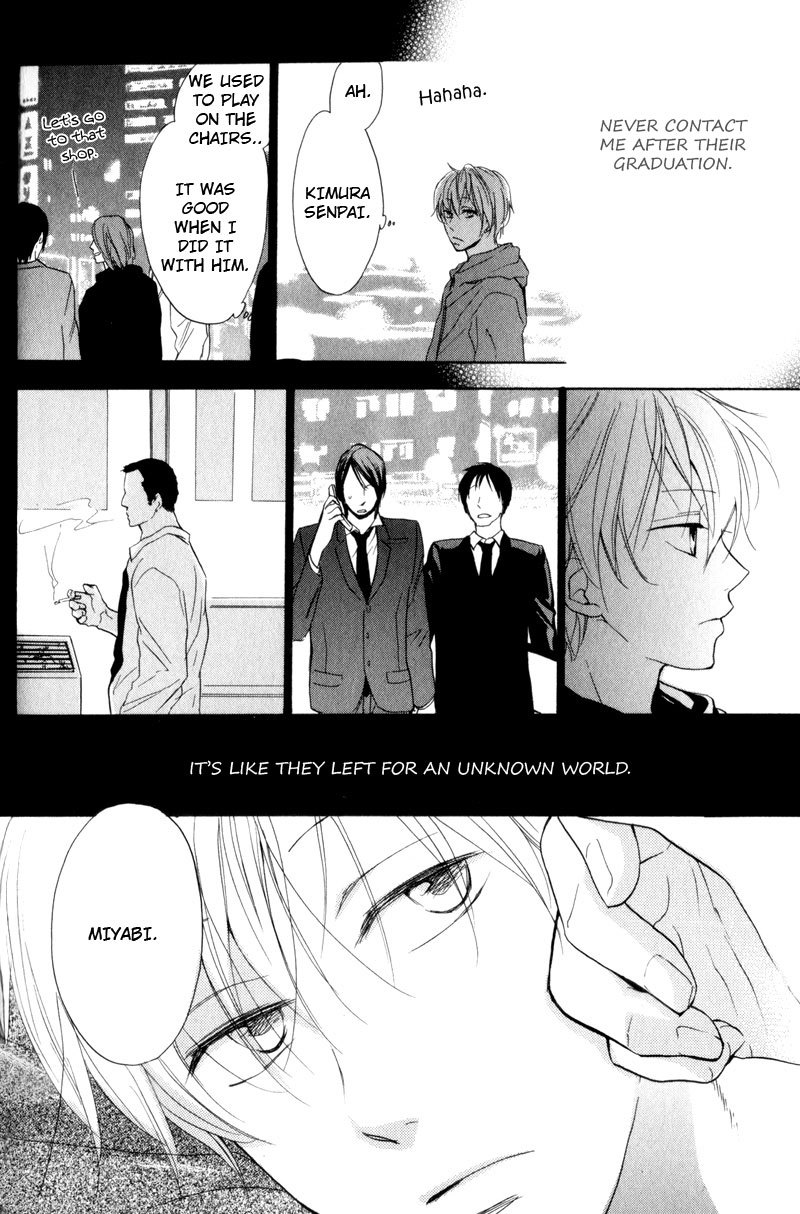 NEVER CONTACT
ME AFTER THEIR
GRADUATION.
Hahaha.
AH.
KIMURA
SENPAI.
WE USED
TO PLAY
ON THE
CHAIRS..
IT WAS
GOOD
WHEN I
DID IT
WITH HIM.
Let's go
to that
shop.
IT'S LIKE THEY LEFT FOR AN UNKNOWN WORLD.
MIYABI.